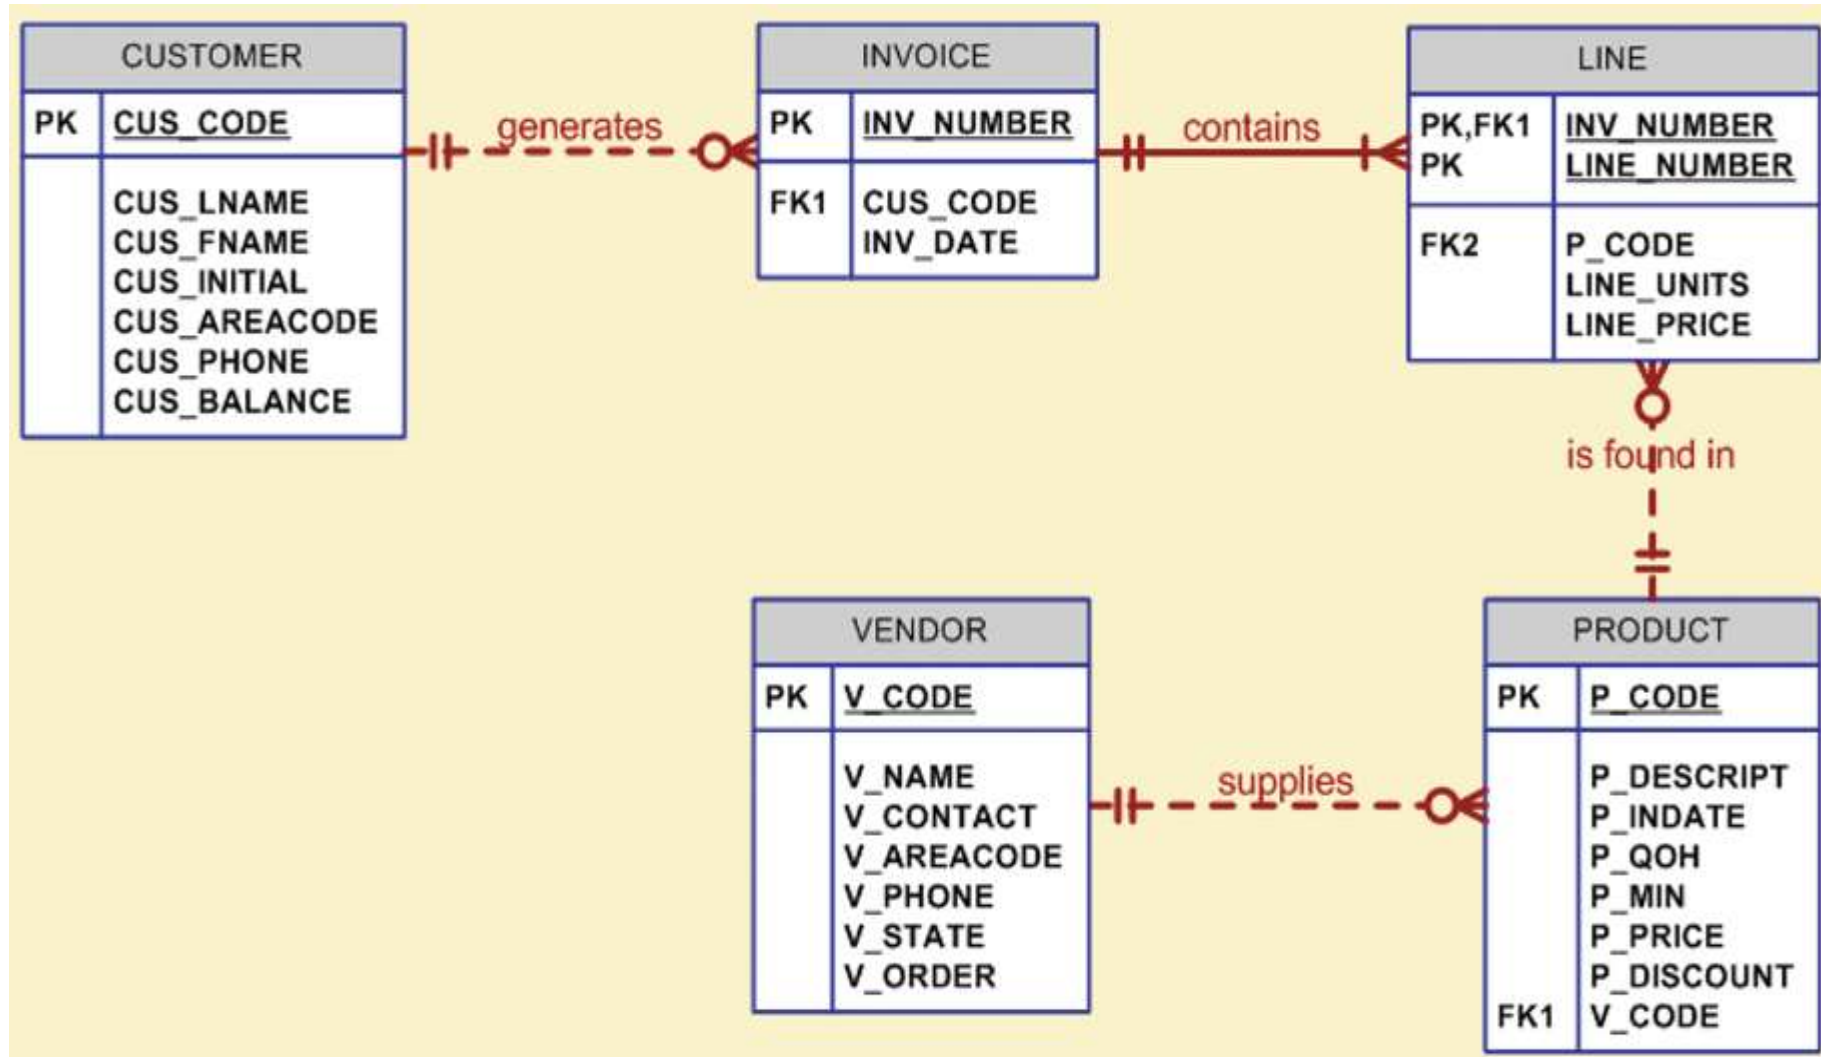 CUSTOMER
PK CUS_CODE
CUS_LNAME
CUS_FNAME
CUS_INITIAL
CUS_AREACODE
CUS_PHONE
CUS_BALANCE
generates
INVOICE
PK INV_NUMBER
FK1 CUS_CODE
INV_DATE
contains
LINE
PK,FK1 INV_NUMBER
PK LINE_NUMBER
FK2 P_CODE
LINE_UNITS
LINE_PRICE
is found in
VENDOR
PK V_CODE
V_NAME
V_CONTACT
V_AREACODE
V_PHONE
V_STATE
V_ORDER
supplies
PRODUCT
PK P_CODE
P_DESCRIPT
P_INDATE
P_QOH
P_MIN
P_PRICE
P_DISCOUNT
FK1 V_CODE